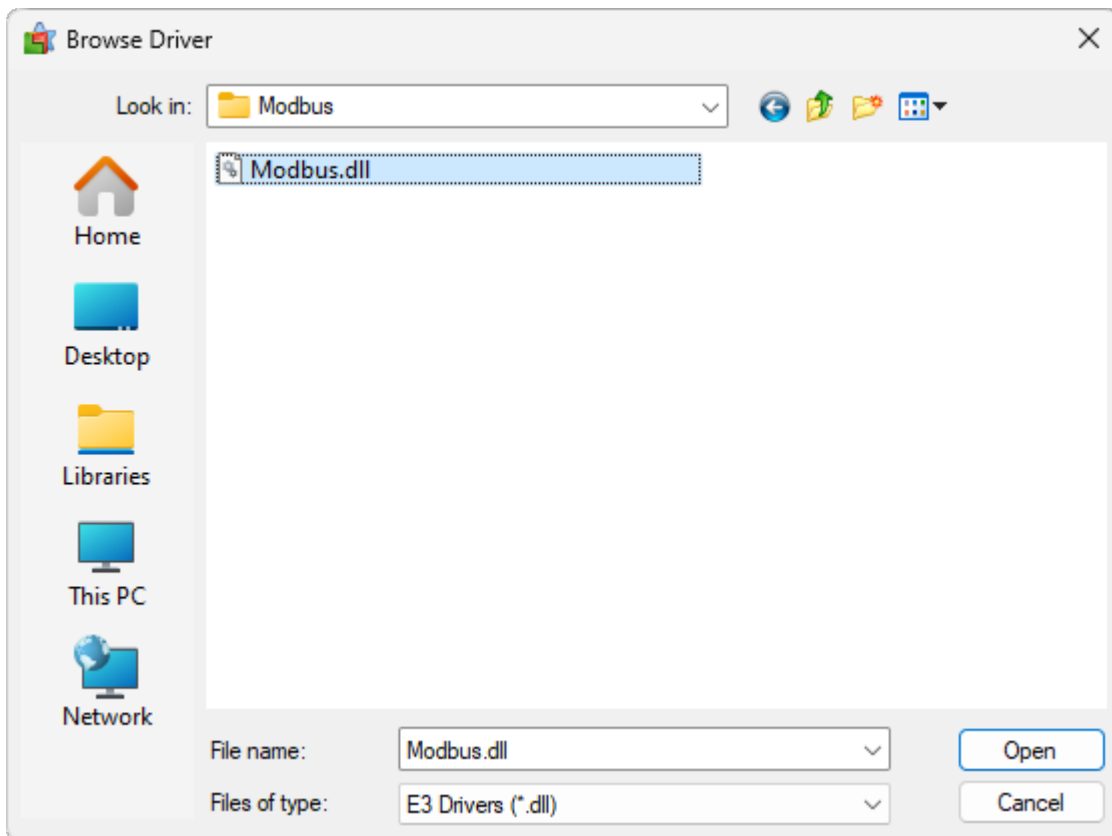 Browse Driver
Look in: Modbus
Modbus.dll
Home
Desktop
Libraries
This PC
Network
File name: Modbus.dll Open
Files of type: E3 Drivers (*.dll) Cancel